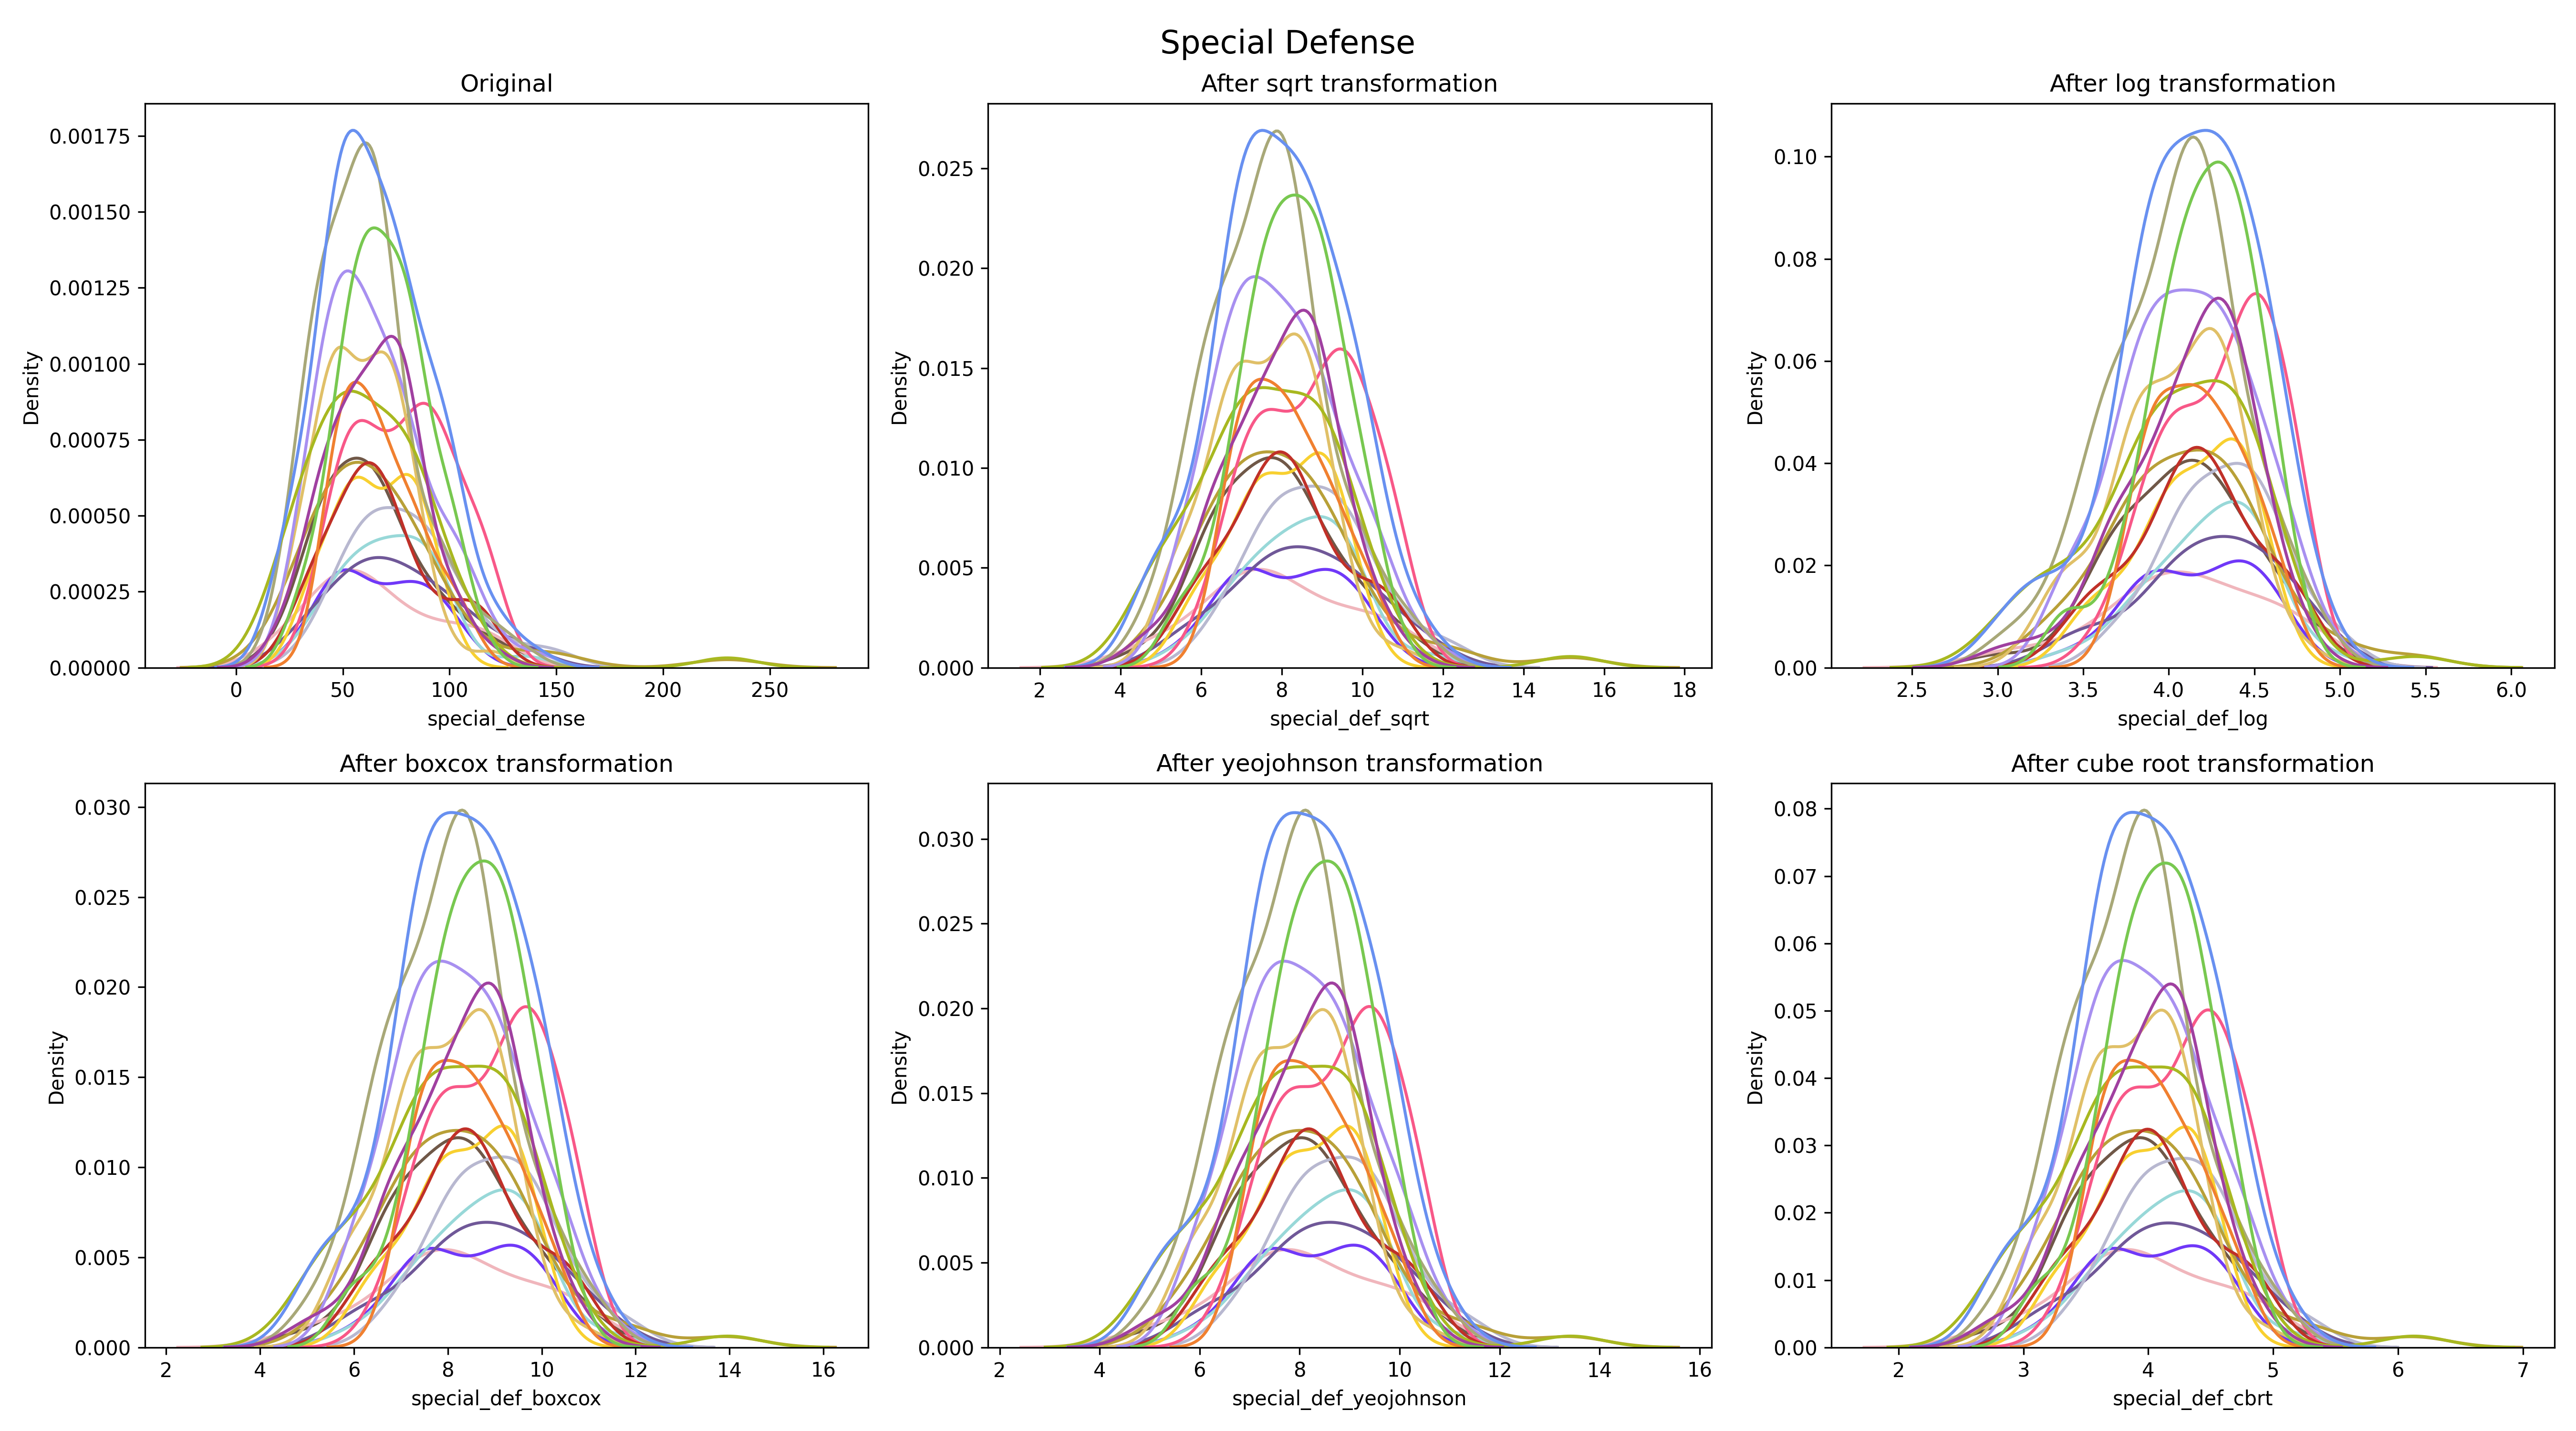 Special Defense
Original
0.00175
0.00150
0.00125
0.00100
0.00075
0.00050
0.00025
0.00000
Density
0 50 100 150 200 250
special_defense
After sqrt transformation
0.025
0.020
0.015
0.010
0.005
0.000
Density
2 4 6 8 10 12 14 16 18
special_def_sqrt
After log transformation
0.10
0.08
0.06
0.04
0.02
0.00
Density
2.5 3.0 3.5 4.0 4.5 5.0 5.5 6.0
special_def_log
After boxcox transformation
0.030
0.025
0.020
0.015
0.010
0.005
0.000
Density
2 4 6 8 10 12 14 16
special_def_boxcox
After yeojohnson transformation
0.030
0.025
0.020
0.015
0.010
0.005
0.000
Density
2 4 6 8 10 12 14 16
special_def_yeojohnson
After cube root transformation
0.08
0.07
0.06
0.05
0.04
0.03
0.02
0.01
0.00
Density
2 3 4 5 6 7
special_def_cbrt